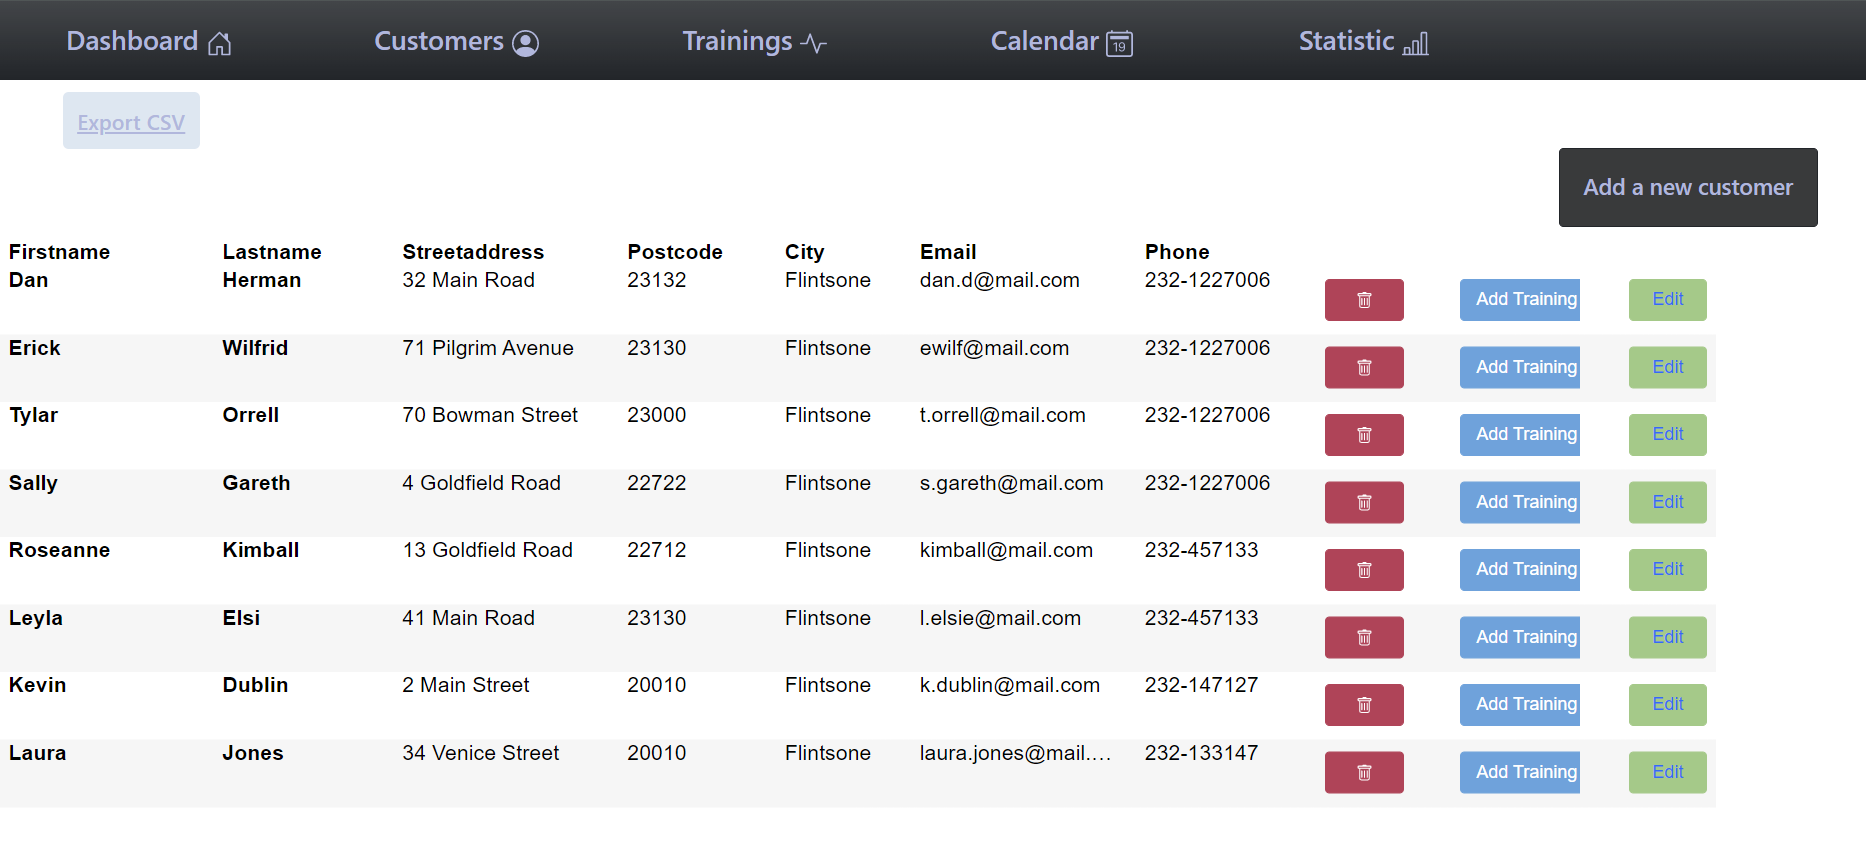 Dashboard Customers Trainings Calendar 19 Statistic
Export CSV
Add a new customer
Firstname Lastname Streetaddress Postcode City Email Phone
Dan Herman 32 Main Road 23132 Flintsone dan.d@mail.com 232-1227006 Add Training Edit
Erick Wilfrid 71 Pilgrim Avenue 23130 Flintsone ewilf@mail.com 232-1227006 Add Training Edit
Tylar Orrell 70 Bowman Street 23000 Flintsone t.orrell@mail.com 232-1227006 Add Training Edit
Sally Gareth 4 Goldfield Road 22722 Flintsone s.gareth@mail.com 232-1227006 Add Training Edit
Roseanne Kimball 13 Goldfield Road 22712 Flintsone kimball@mail.com 232-457133 Add Training Edit
Leyla Elsi 41 Main Road 23130 Flintsone l.elsie@mail.com 232-457133 Add Training Edit
Kevin Dublin 2 Main Street 20010 Flintsone k.dublin@mail.com 232-147127 Add Training Edit
Laura Jones 34 Venice Street 20010 Flintsone laura.jones@mail.... 232-133147 Add Training Edit